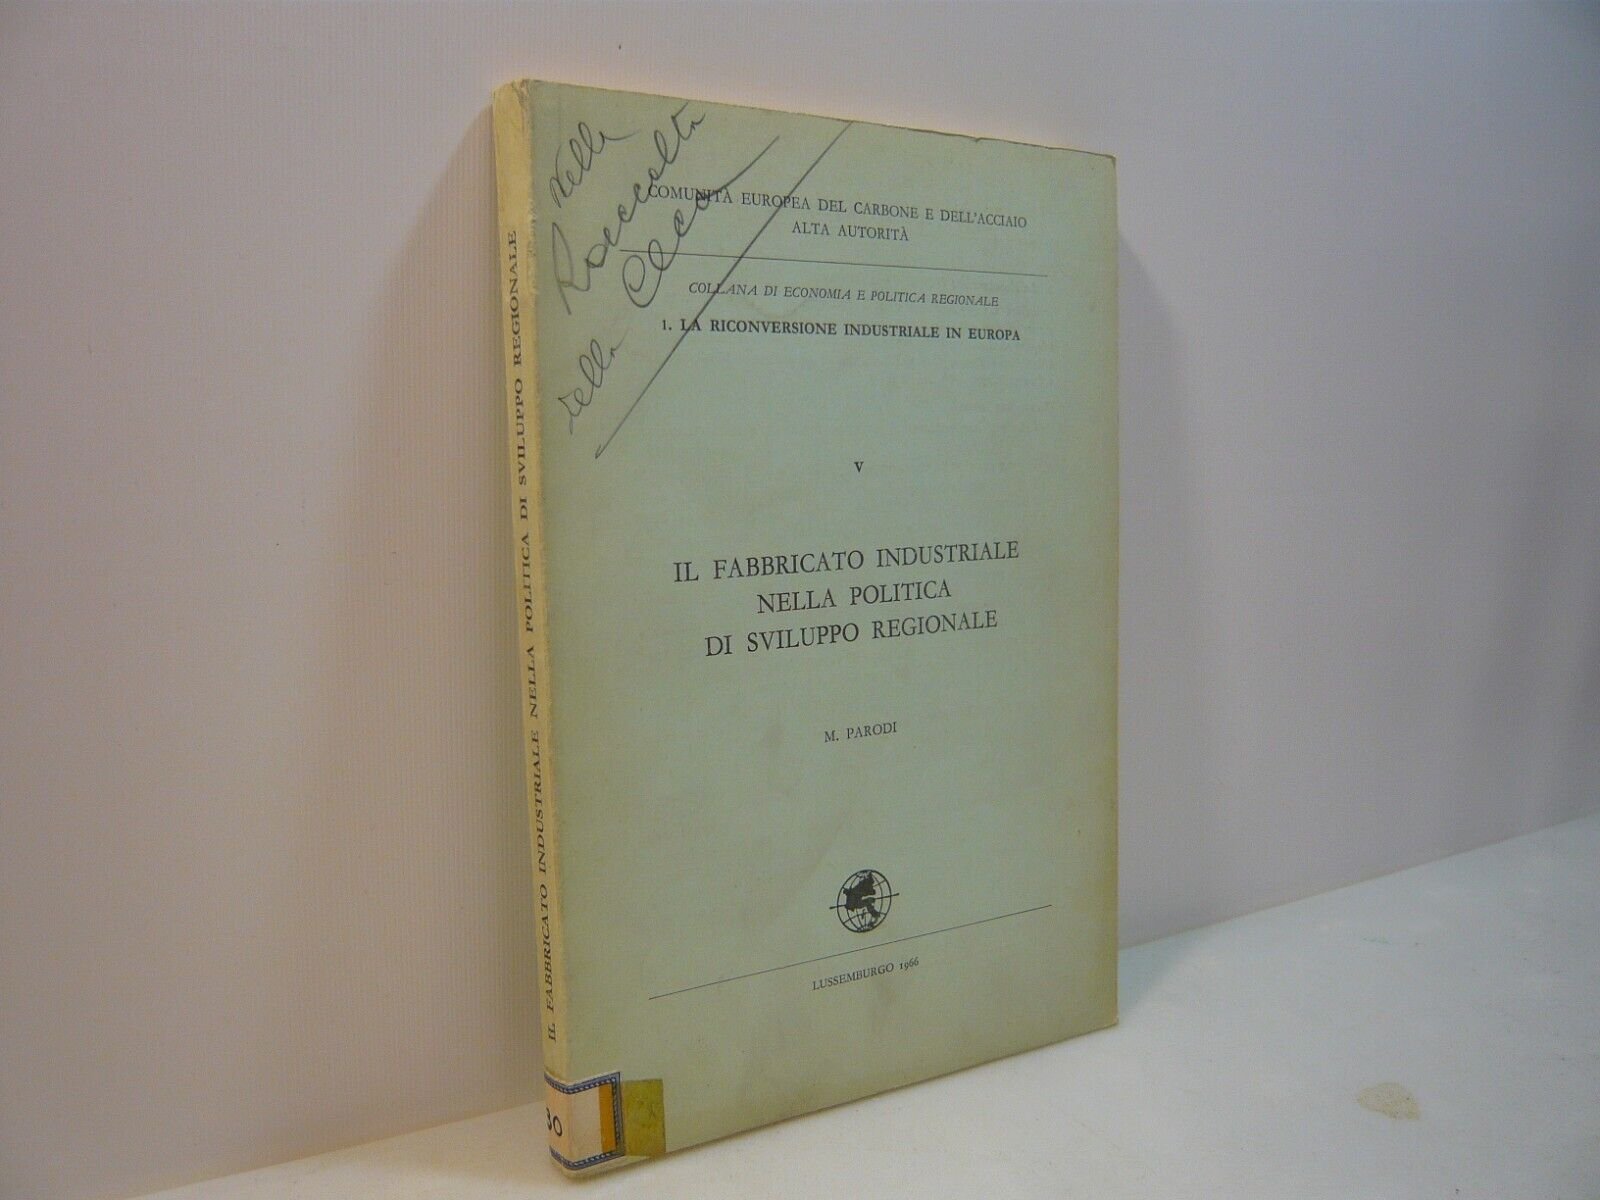 Nella
Raccolta
della Ceca
COMUNITÀ EUROPEA DEL CARBONE E DELL'ACCIAIO
ALTA AUTORITÀ
COLLANA DI ECONOMIA E POLITICA REGIONALE
1. LA RICONVERSIONE INDUSTRIALE IN EUROPA
V
IL FABBRICATO INDUSTRIALE
NELLA POLITICA
DI SVILUPPO REGIONALE
M. PARODI
LUSSEMBURGO 1966
IL FABBRICATO INDUSTRIALE NELLA POLITICA DI SVILUPPO REGIONALE
30